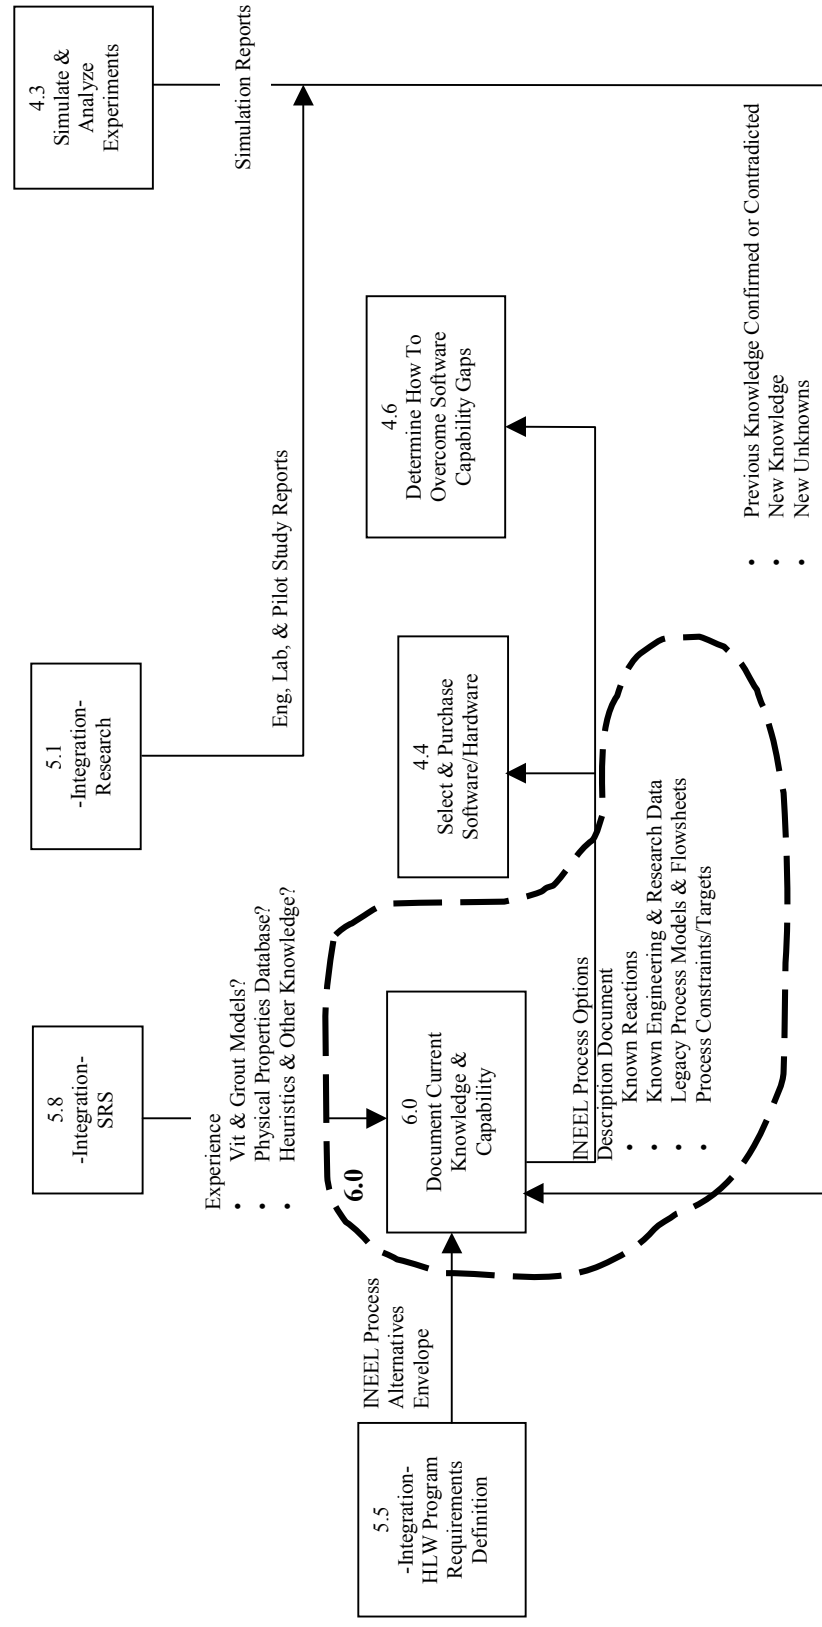 5.8
-Integration-
SRS
5.1
-Integration-
Research
4.3
Simulate &
Analyze
Experiments
Experience
• Vit & Grout Models?
• Physical Properties Database?
• Heuristics & Other Knowledge?
Eng, Lab, & Pilot Study Reports
Simulation Reports
6.0
INEEL Process
Alternatives
Envelope
5.5
-Integration-
HLW Program
Requirements
Definition
6.0
Document Current
Knowledge &
Capability
4.4
Select & Purchase
Software/Hardware
4.6
Determine How To
Overcome Software
Capability Gaps
INEEL Process Options
Description Document
• Known Reactions
• Known Engineering & Research Data
• Legacy Process Models & Flowsheets
• Process Constraints/Targets
• Previous Knowledge Confirmed or Contradicted
• New Knowledge
• New Unknowns